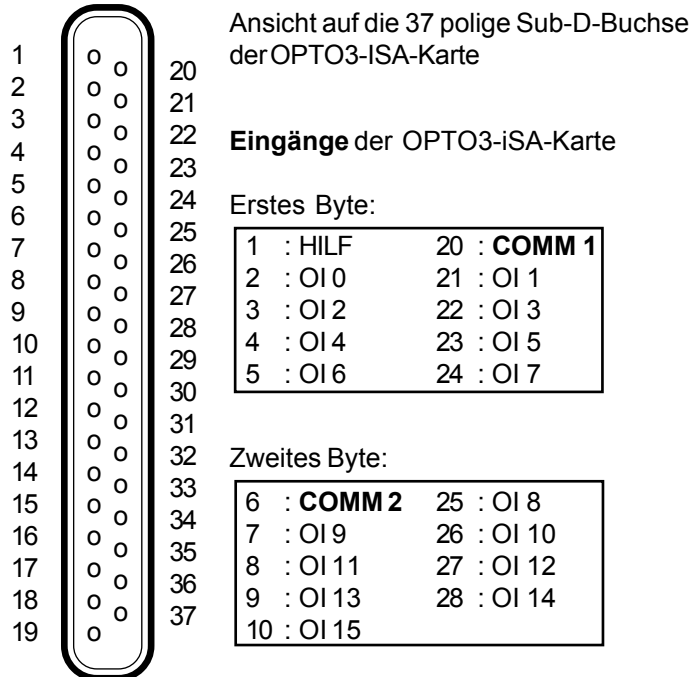 Ansicht auf die 37 polige Sub-D-Buchse
der OPTO3-ISA-Karte
Eingänge der OPTO3-iSA-Karte
Erstes Byte:
1 : HILF 20 : COMM 1
2 : OI 0 21 : OI 1
3 : OI 2 22 : OI 3
4 : OI 4 23 : OI 5
5 : OI 6 24 : OI 7
Zweites Byte:
6 : COMM 2 25 : OI 8
7 : OI 9 26 : OI 10
8 : OI 11 27 : OI 12
9 : OI 13 28 : OI 14
10 : OI 15
1
2
3
4
5
6
7
8
9
10
11
12
13
14
15
16
17
18
19
20
21
22
23
24
25
26
27
28
29
30
31
32
33
34
35
36
37